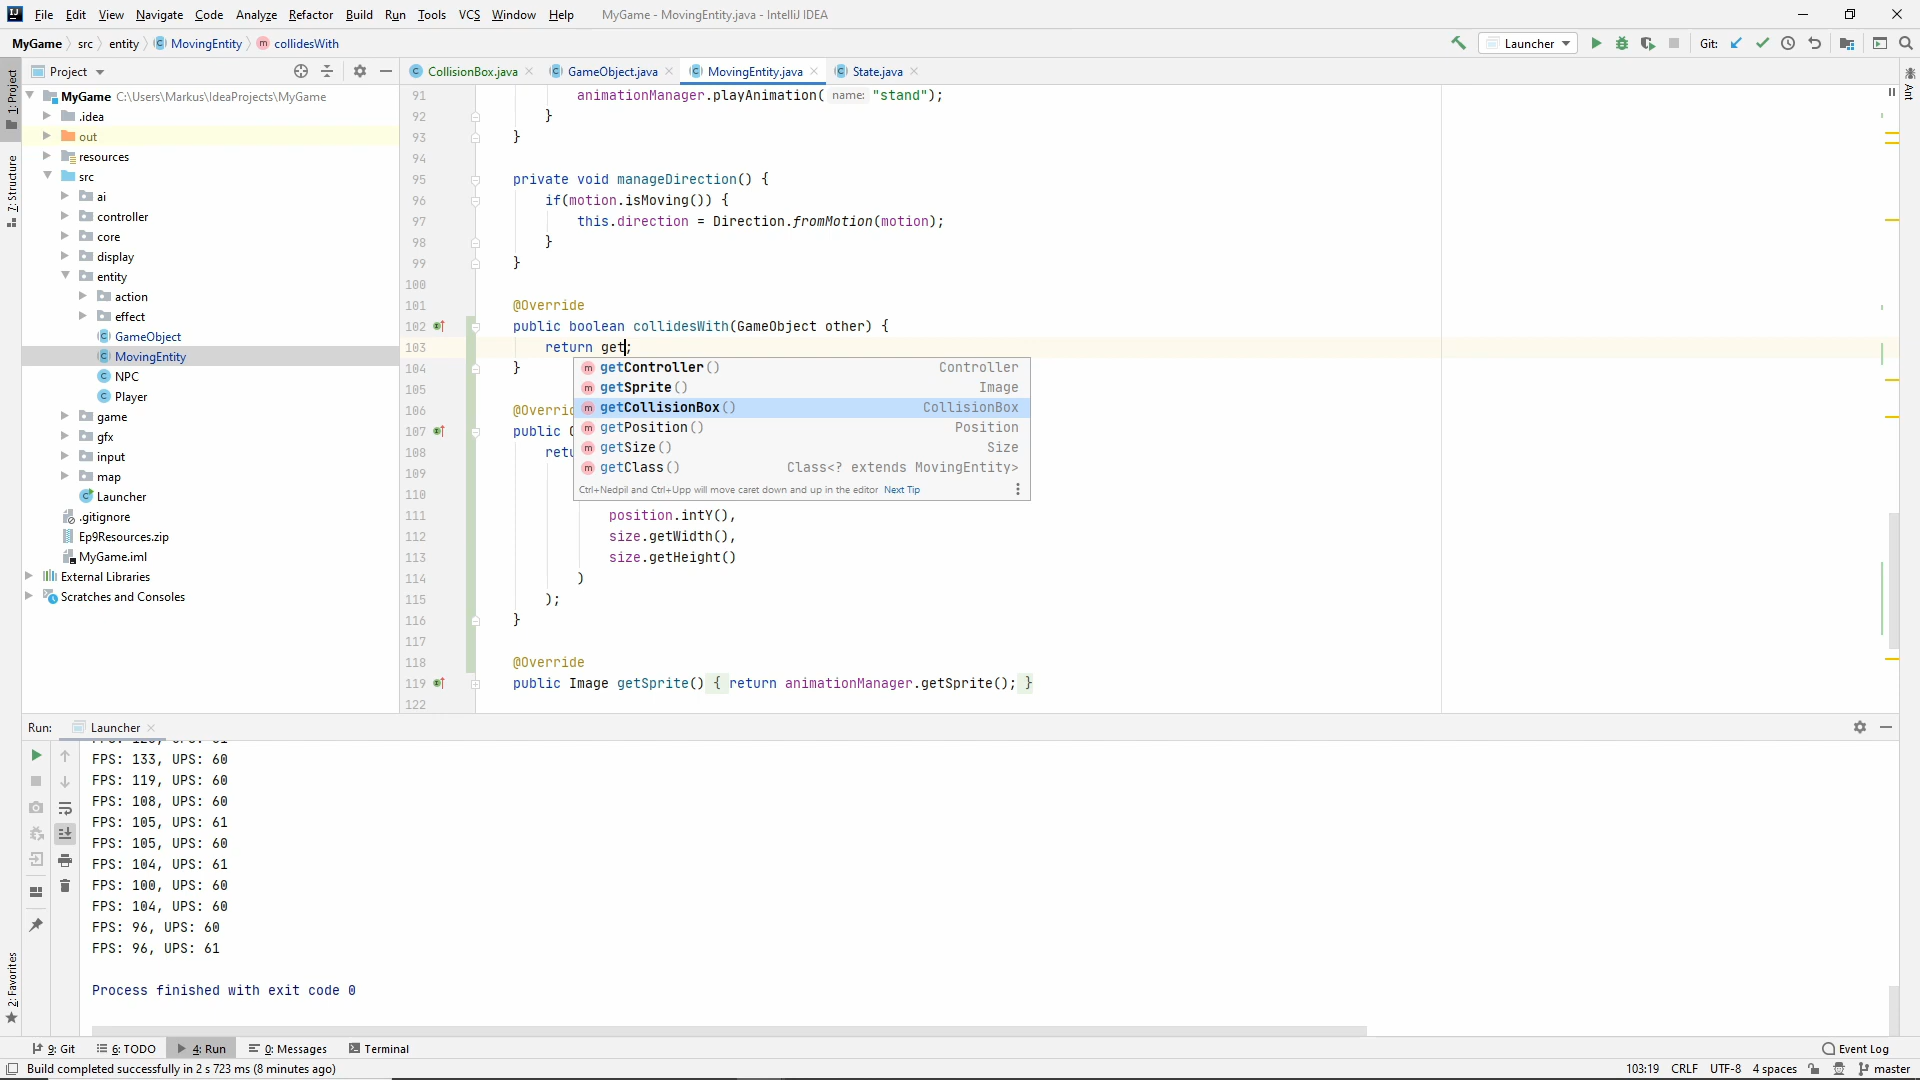 File Edit View Navigate Code Analyze Refactor Build Run Tools VCS Window Help MyGame - MovingEntity.java - IntelliJ IDEA
MyGame src entity MovingEntity collidesWith Launcher Git:
1: Project
7: Structure
2: Favorites
Ant
Project
MyGame C:\Users\Markus\IdeaProjects\MyGame
.idea
out
resources
src
ai
controller
core
display
entity
action
effect
GameObject
MovingEntity
NPC
Player
game
gfx
input
map
Launcher
.gitignore
Ep9Resources.zip
MyGame.iml
External Libraries
Scratches and Consoles
CollisionBox.java GameObject.java MovingEntity.java State.java
91 animationManager.playAnimation( name: "stand");
92 }
93 }
94
95 private void manageDirection() {
96 if(motion.isMoving()) {
97 this.direction = Direction.fromMotion(motion);
98 }
99 }
100
101 @Override
102 public boolean collidesWith(GameObject other) {
103 return get;
104 }
105
106 @Overri
107 public
108 retu
109
110
111 position.intY(),
112 size.getWidth(),
113 size.getHeight()
114 )
115 );
116 }
117
118 @Override
119 public Image getSprite() { return animationManager.getSprite(); }
122
getController() Controller
getSprite() Image
getCollisionBox() CollisionBox
getPosition() Position
getSize() Size
getClass() Class<? extends MovingEntity>
Ctrl+Nedpil and Ctrl+Upp will move caret down and up in the editor Next Tip
Run: Launcher
FPS: 133, UPS: 60
FPS: 119, UPS: 60
FPS: 108, UPS: 60
FPS: 105, UPS: 61
FPS: 105, UPS: 60
FPS: 104, UPS: 61
FPS: 100, UPS: 60
FPS: 104, UPS: 60
FPS: 96, UPS: 60
FPS: 96, UPS: 61
Process finished with exit code 0
9: Git 6: TODO 4: Run 0: Messages Terminal Event Log
Build completed successfully in 2 s 723 ms (8 minutes ago) 103:19 CRLF UTF-8 4 spaces master